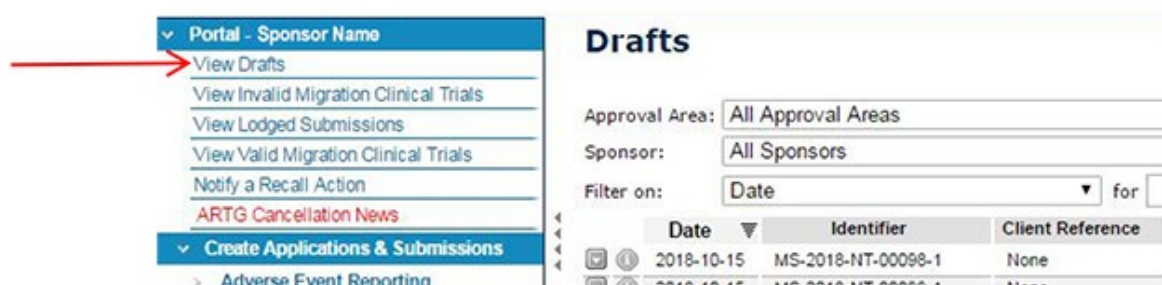 Portal - Sponsor Name
View Drafts
View Invalid Migration Clinical Trials
View Lodged Submissions
View Valid Migration Clinical Trials
Notify a Recall Action
ARTG Cancellation News
Create Applications & Submissions
Adverse Event Reporting
Drafts
Approval Area: All Approval Areas
Sponsor: All Sponsors
Filter on: Date for
Date Identifier Client Reference
2018-10-15 MS-2018-NT-00098-1 None